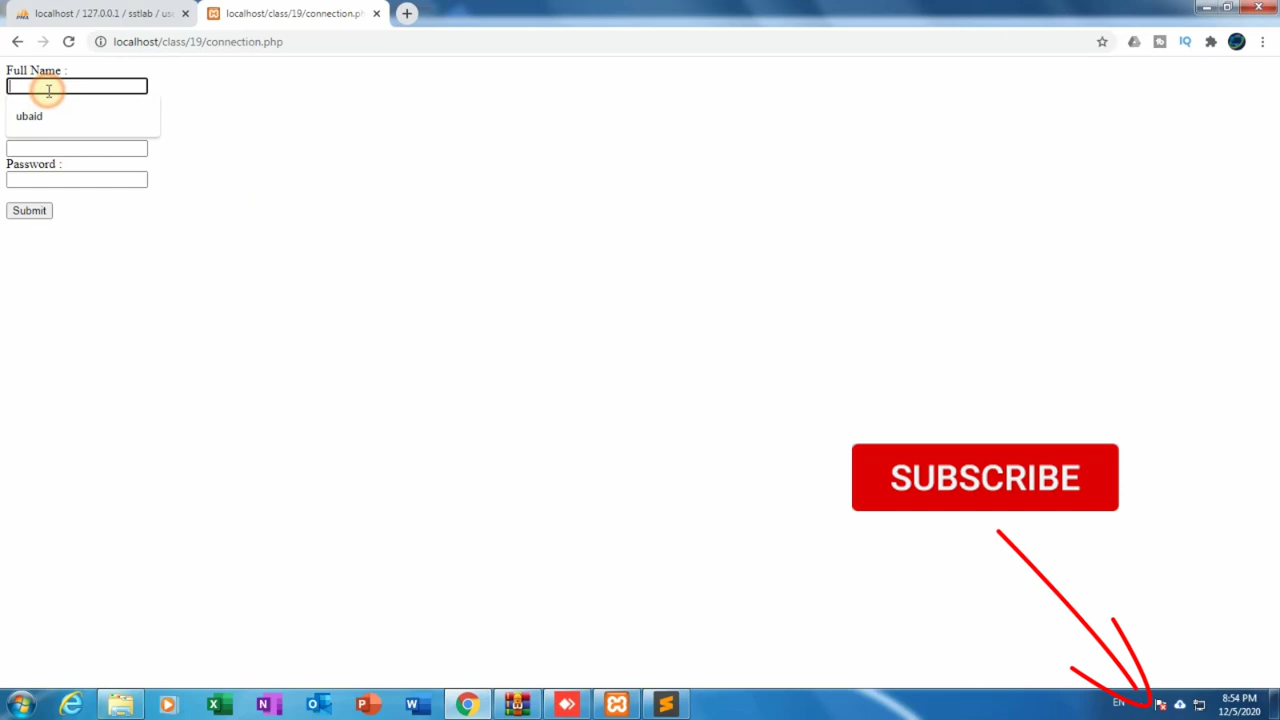 localhost / 127.0.0.1 / sstlab / use
localhost/class/19/connection.ph
localhost/class/19/connection.php
Full Name :
ubaid
Password :
Submit
SUBSCRIBE
EN
8:54 PM
12/5/2020